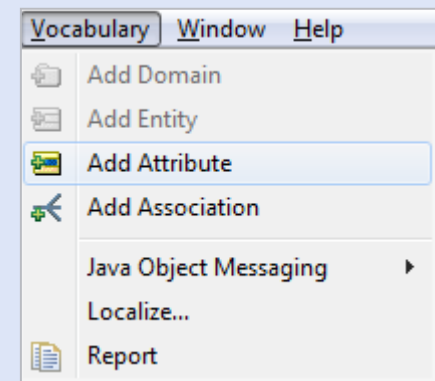 Vocabulary Window Help
Add Domain
Add Entity
Add Attribute
Add Association
Java Object Messaging
Localize...
Report